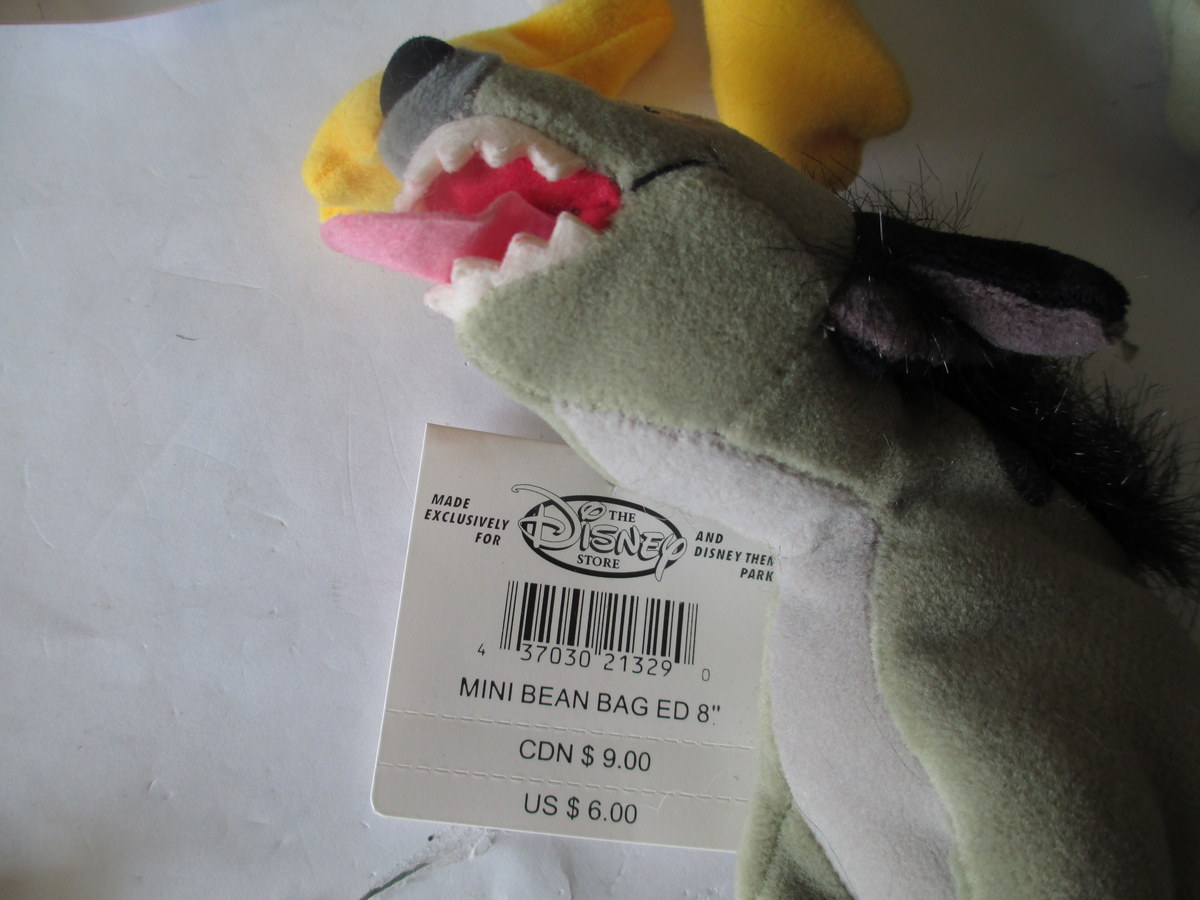 MADE
EXCLUSIVELY
FOR
THE
DISNEY
STORE
AND
DISNEY
PARK
4 37030 21329 0
MINI BEAN BAG ED 8"
CDN $ 9.00
US $ 6.00